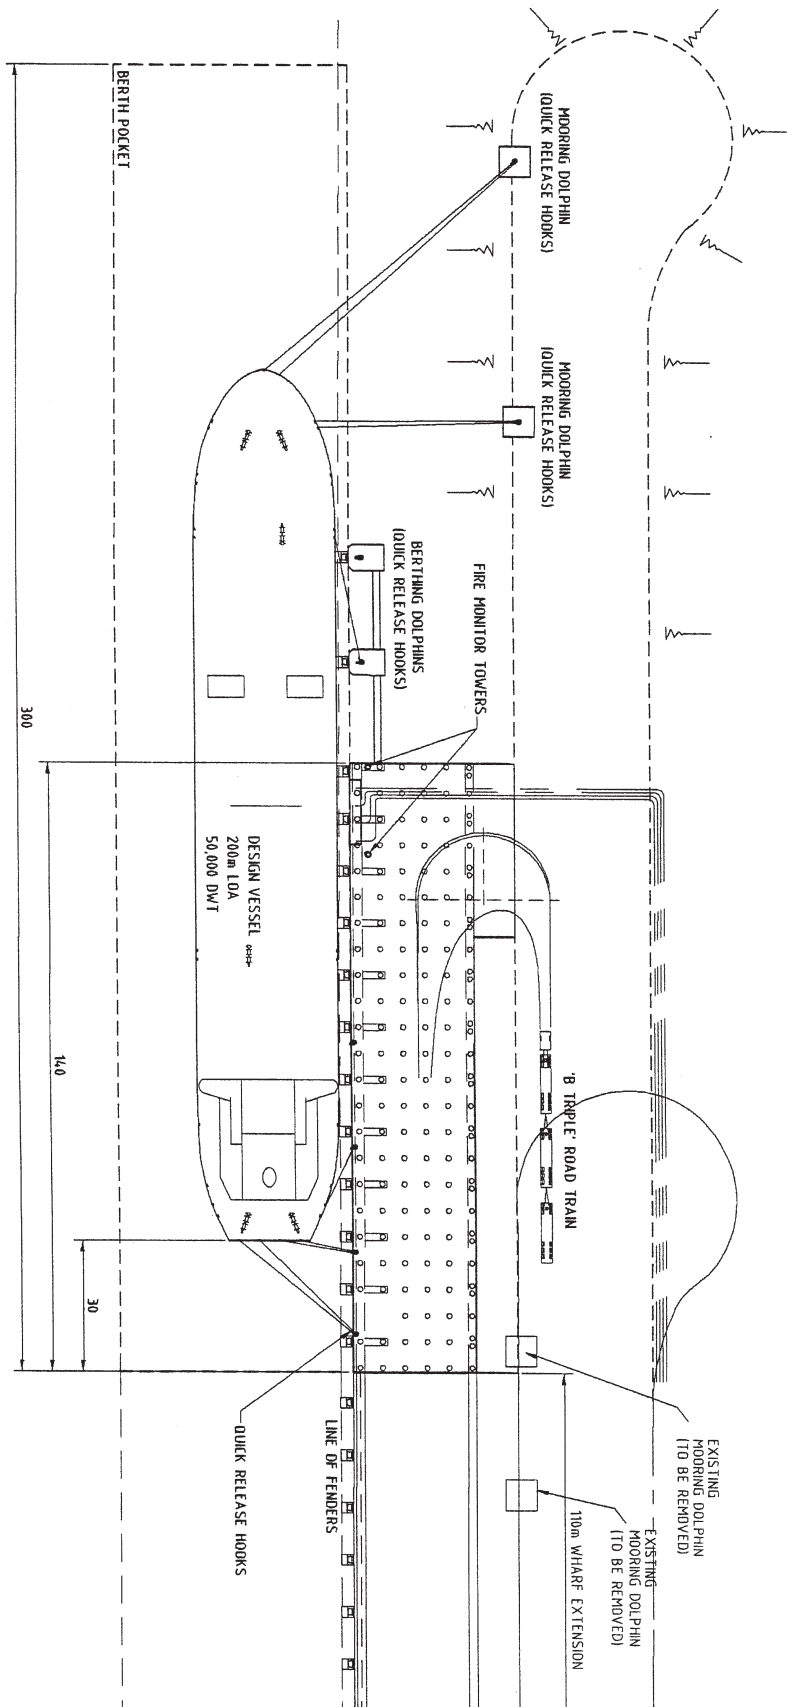 BERTH POCKET
MOORING DOLPHIN
(QUICK RELEASE HOOKS)
MOORING DOLPHIN
(QUICK RELEASE HOOKS)
BERTHING DOLPHINS
(QUICK RELEASE HOOKS)
FIRE MONITOR TOWERS
300
DESIGN VESSEL
200m LOA
50,000 DWT
140
'B TRIPLE' ROAD TRAIN
30
QUICK RELEASE HOOKS
LINE OF FENDERS
EXISTING
MOORING DOLPHIN
(TO BE REMOVED)
EXISTING
MOORING DOLPHIN
(TO BE REMOVED)
110m WHARF EXTENSION